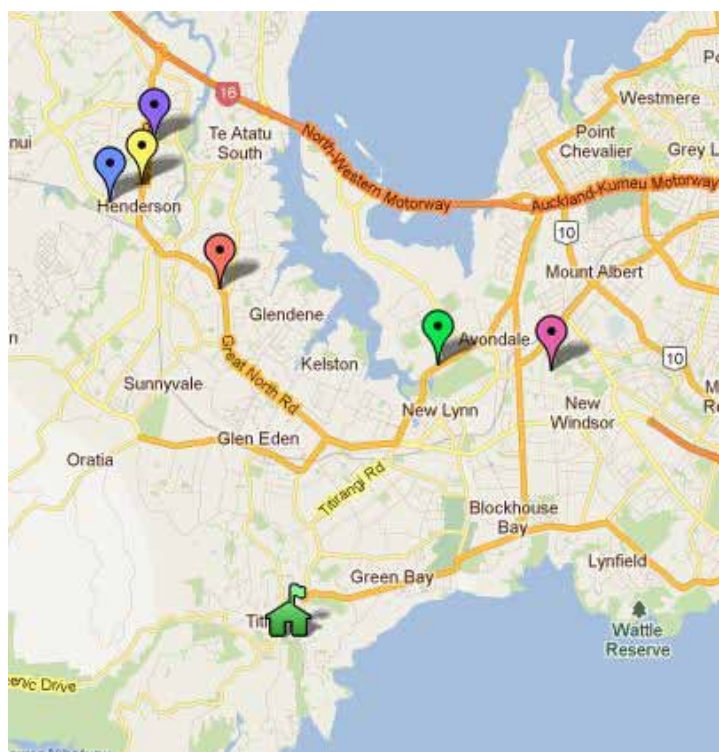 16
Westmere
Po
Te Atatu
South
North-Western Motorway
Point
Chevalier
Grey L
nui
Auckland-Kumeu Motorway
Henderson
10
Mount Albert
Glendene
Avondale
Great North Rd
Kelston
10
Sunnyvale
New Lynn
New
Windsor
M
Ro
Glen Eden
Oratia
Titirangi Rd
Blockhouse
Bay
Lynfield
Green Bay
Tit
Wattle
Reserve
enic Drive